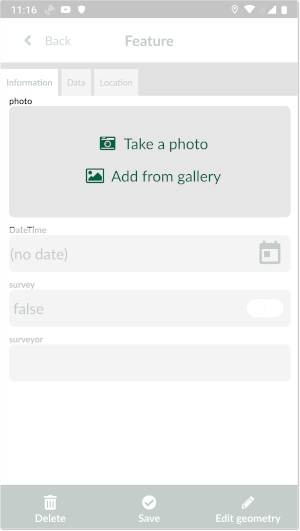 11:16
Back
Feature
Information
Data
Location
photo
Take a photo
Add from gallery
DateTime
(no date)
survey
false
surveyor
Delete
Save
Edit geometry